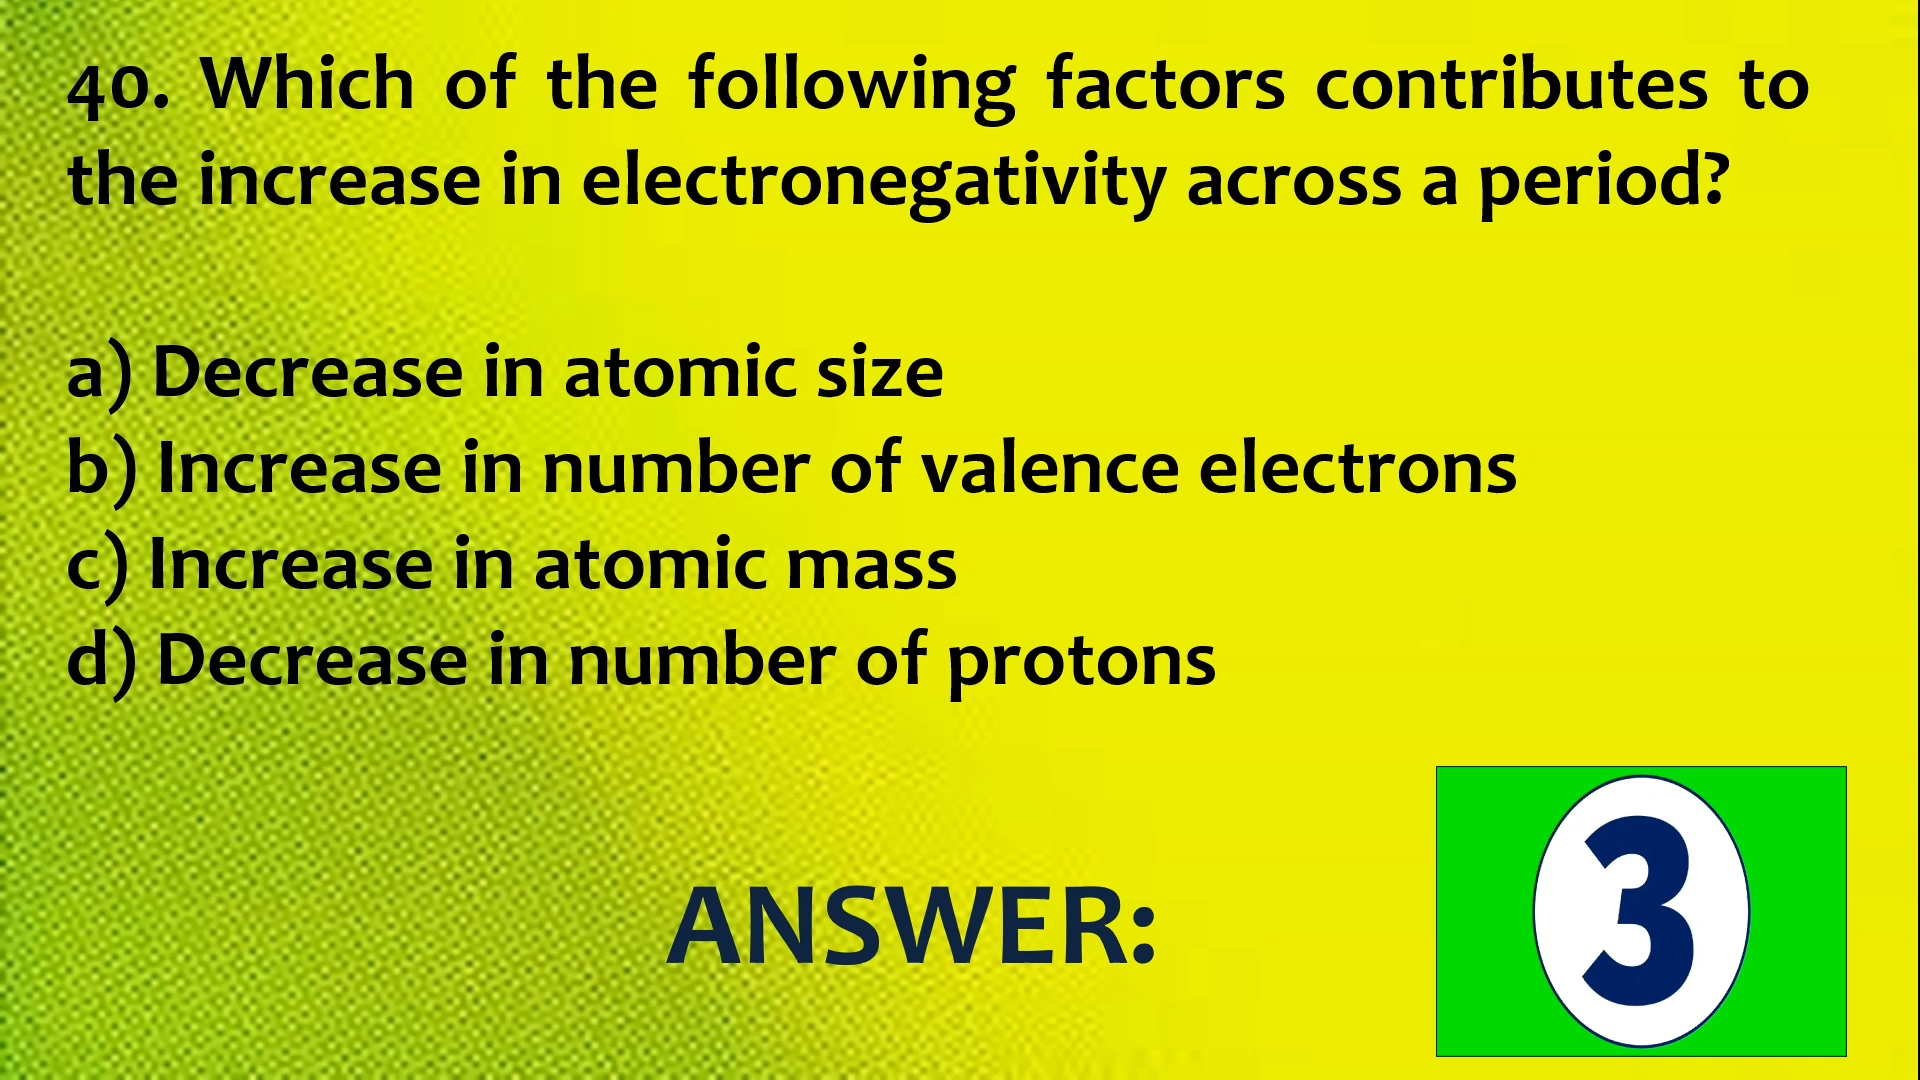 40. Which of the following factors contributes to
the increase in electronegativity across a period?
a) Decrease in atomic size
b) Increase in number of valence electrons
c) Increase in atomic mass
d) Decrease in number of protons
ANSWER:
3